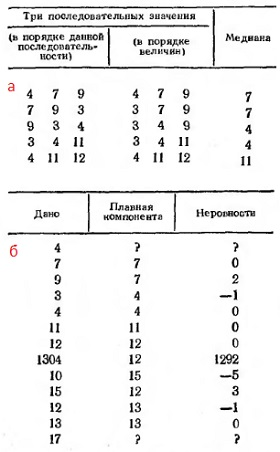 Три последовательных значения
(в порядке данной последователь-ности) (в порядке величин) Медиана
а
4 7 9 4 7 9 7
7 9 3 3 7 9 7
9 3 4 3 4 9 4
3 4 11 3 4 11 4
4 11 12 4 11 12 11
Дано Плавная компонента Неровности
б
4 ? ?
7 7 0
9 7 2
3 4 —1
4 4 0
11 11 0
12 12 0
1304 12 1292
10 15 —5
15 12 3
12 13 —1
13 13 0
17 ? ?